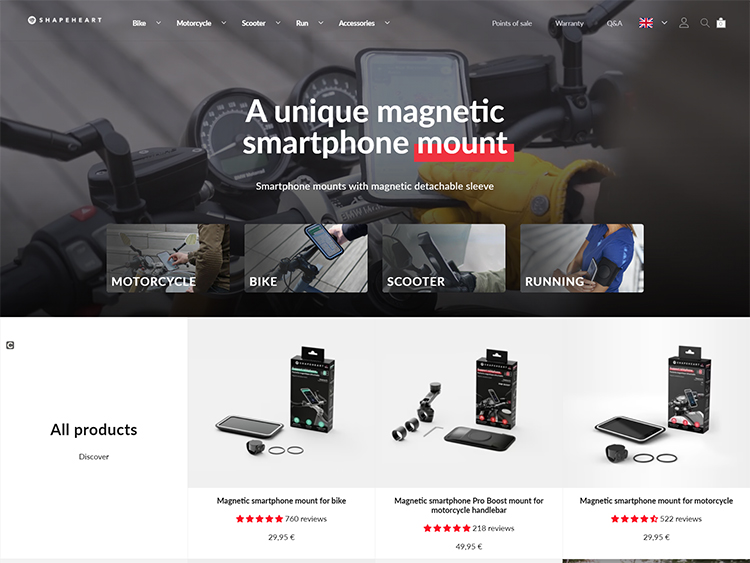 SHAPEHEART
Bike
Motorcycle
Scooter
Run
Accessories
Points of sale
Warranty
Q&A
A unique magnetic
smartphone mount
Smartphone mounts with magnetic detachable sleeve
MOTORCYCLE
BIKE
SCOOTER
RUNNING
All products
Discover
Magnetic smartphone mount for bike
760 reviews
29,95 €
Magnetic smartphone Pro Boost mount for
motorcycle handlebar
218 reviews
49,95 €
Magnetic smartphone mount for motorcycle
522 reviews
29,95 €